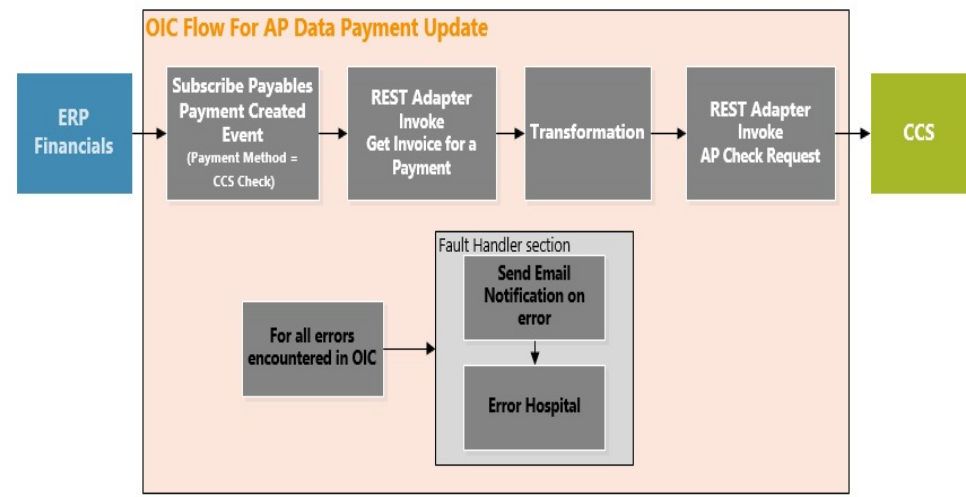 OIC Flow For AP Data Payment Update
ERP
Financials
Subscribe Payables
Payment Created
Event
(Payment Method =
CCS Check)
REST Adapter
Invoke
Get Invoice for a
Payment
Transformation
REST Adapter
Invoke
AP Check Request
CCS
For all errors
encountered in OIC
Fault Handler section
Send Email
Notification on
error
Error Hospital